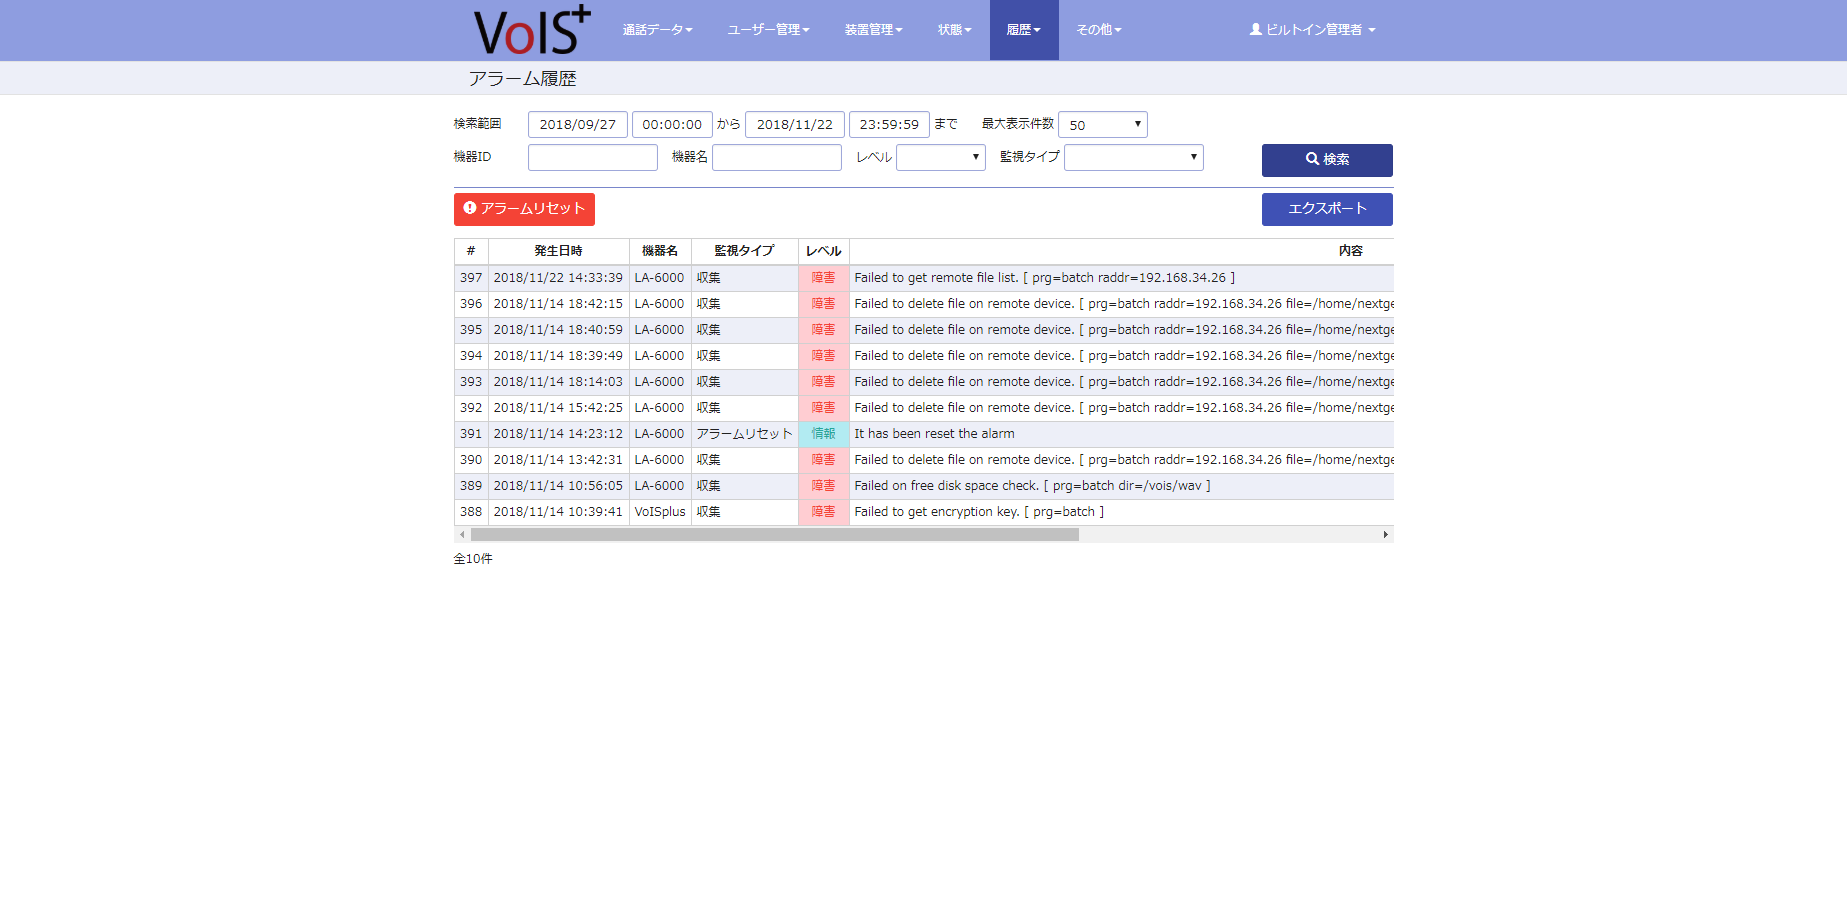 VoIS+ 通話データ ユーザー管理 装置管理 状態 履歴 その他 ビルトイン管理者
アラーム履歴
検索範囲 2018/09/27 00:00:00 から 2018/11/22 23:59:59 まで 最大表示件数 50
機器ID 機器名 レベル 監視タイプ 検索
アラームリセット エクスポート
# 発生日時 機器名 監視タイプ レベル 内容
397 2018/11/22 14:33:39 LA-6000 収集 障害 Failed to get remote file list. [ prg=batch raddr=192.168.34.26 ]
396 2018/11/14 18:42:15 LA-6000 収集 障害 Failed to delete file on remote device. [ prg=batch raddr=192.168.34.26 file=/home/nextge
395 2018/11/14 18:40:59 LA-6000 収集 障害 Failed to delete file on remote device. [ prg=batch raddr=192.168.34.26 file=/home/nextge
394 2018/11/14 18:39:49 LA-6000 収集 障害 Failed to delete file on remote device. [ prg=batch raddr=192.168.34.26 file=/home/nextge
393 2018/11/14 18:14:03 LA-6000 収集 障害 Failed to delete file on remote device. [ prg=batch raddr=192.168.34.26 file=/home/nextge
392 2018/11/14 15:42:25 LA-6000 収集 障害 Failed to delete file on remote device. [ prg=batch raddr=192.168.34.26 file=/home/nextge
391 2018/11/14 14:23:12 LA-6000 アラームリセット 情報 It has been reset the alarm
390 2018/11/14 13:42:31 LA-6000 収集 障害 Failed to delete file on remote device. [ prg=batch raddr=192.168.34.26 file=/home/nextge
389 2018/11/14 10:56:05 LA-6000 収集 障害 Failed on free disk space check. [ prg=batch dir=/vois/wav ]
388 2018/11/14 10:39:41 VoISplus 収集 障害 Failed to get encryption key. [ prg=batch ]
全10件